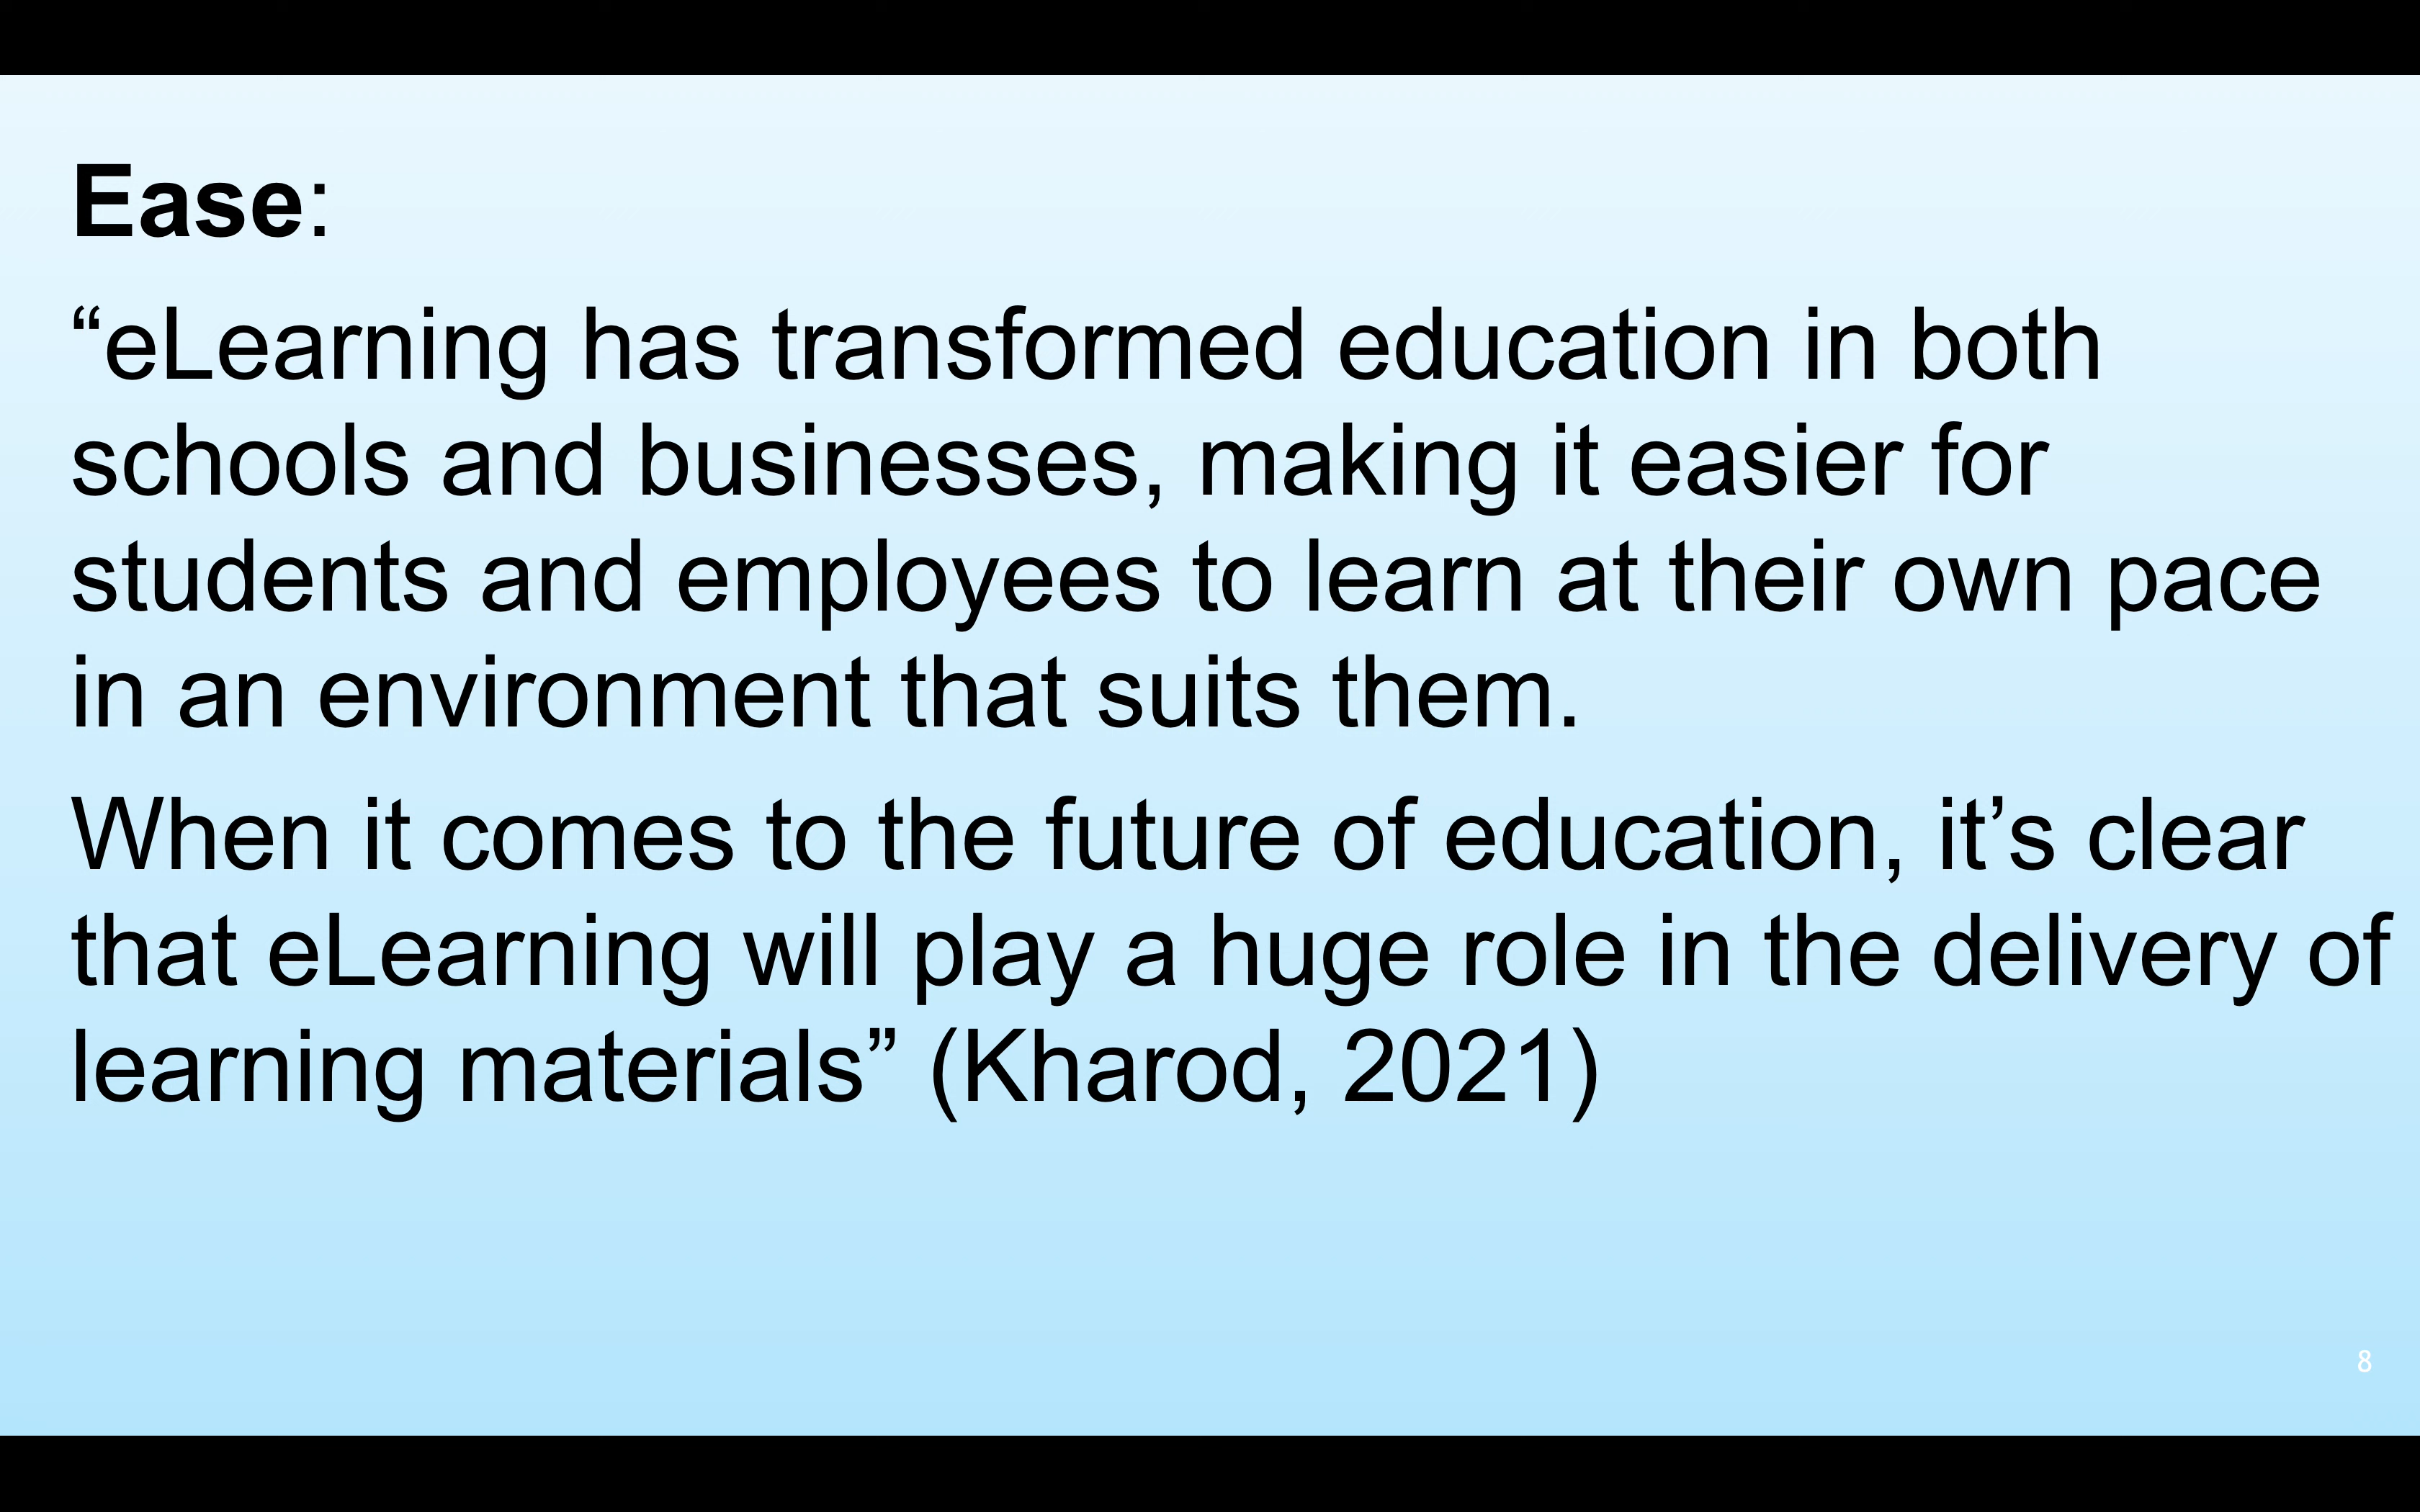 Ease:
“eLearning has transformed education in both
schools and businesses, making it easier for
students and employees to learn at their own pace
in an environment that suits them.
When it comes to the future of education, it’s clear
that eLearning will play a huge role in the delivery of
learning materials” (Kharod, 2021)
8